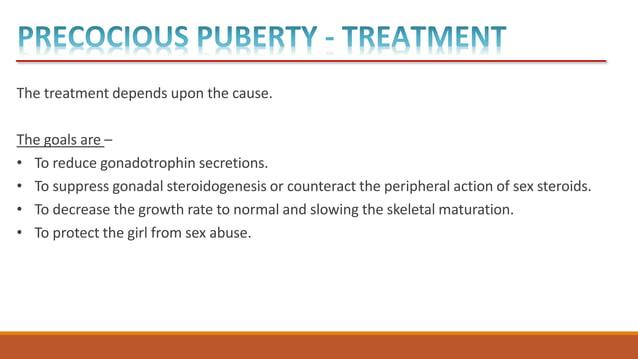 PRECOCIOUS PUBERTY - TREATMENT
The treatment depends upon the cause.
The goals are –
• To reduce gonadotrophin secretions.
• To suppress gonadal steroidogenesis or counteract the peripheral action of sex steroids.
• To decrease the growth rate to normal and slowing the skeletal maturation.
• To protect the girl from sex abuse.